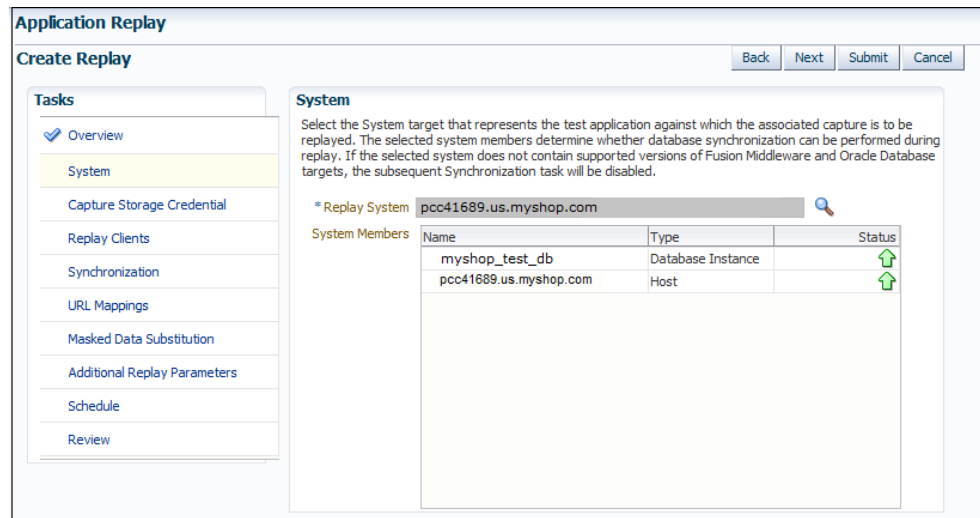 Application Replay
Create Replay
Back Next Submit Cancel
Tasks
Overview
System
Capture Storage Credential
Replay Clients
Synchronization
URL Mappings
Masked Data Substitution
Additional Replay Parameters
Schedule
Review
System
Select the System target that represents the test application against which the associated capture is to be
replayed. The selected system members determine whether database synchronization can be performed during
replay. If the selected system does not contain supported versions of Fusion Middleware and Oracle Database
targets, the subsequent Synchronization task will be disabled.
* Replay System pcc41689.us.myshop.com
System Members
Name Type Status
myshop_test_db Database Instance
pcc41689.us.myshop.com Host